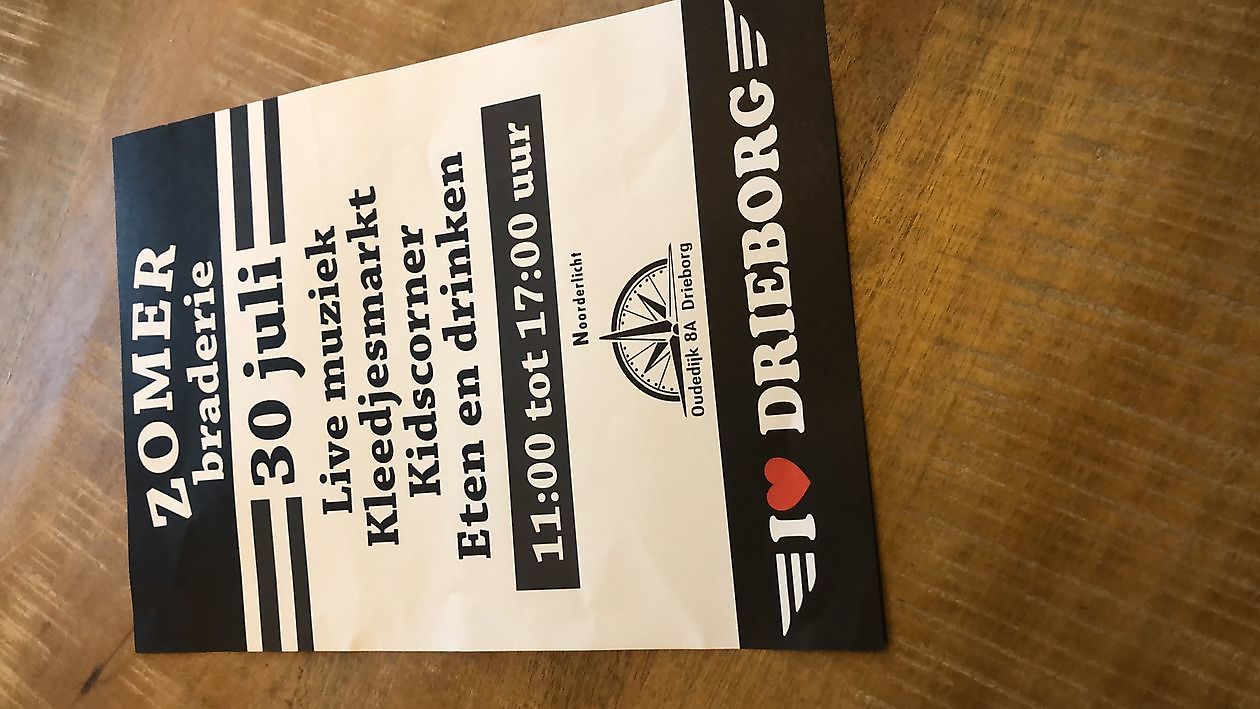 ZOMER
braderie
30 juli
Live muziek
Kleedjesmarkt
Kidscorner
Eten en drinken
11:00 tot 17:00 uur
Noorderlicht
Oudedijk 8A Drieborg
I ❤ DRIEBORG